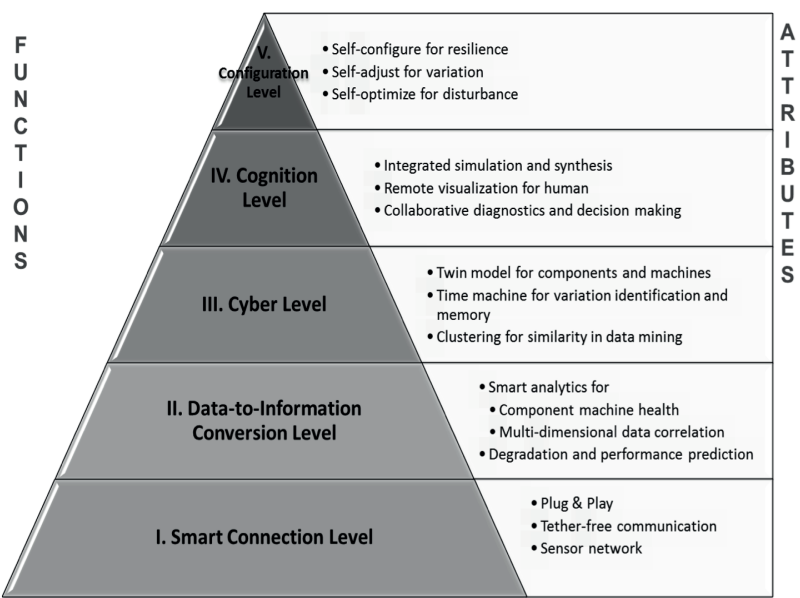 FUNCTIONS
V.
Configuration
Level
• Self-configure for resilience
• Self-adjust for variation
• Self-optimize for disturbance
IV. Cognition
Level
• Integrated simulation and synthesis
• Remote visualization for human
• Collaborative diagnostics and decision making
III. Cyber Level
• Twin model for components and machines
• Time machine for variation identification and
memory
• Clustering for similarity in data mining
II. Data-to-Information
Conversion Level
• Smart analytics for
• Component machine health
• Multi-dimensional data correlation
• Degradation and performance prediction
I. Smart Connection Level
• Plug & Play
• Tether-free communication
• Sensor network
ATTRIBUTES